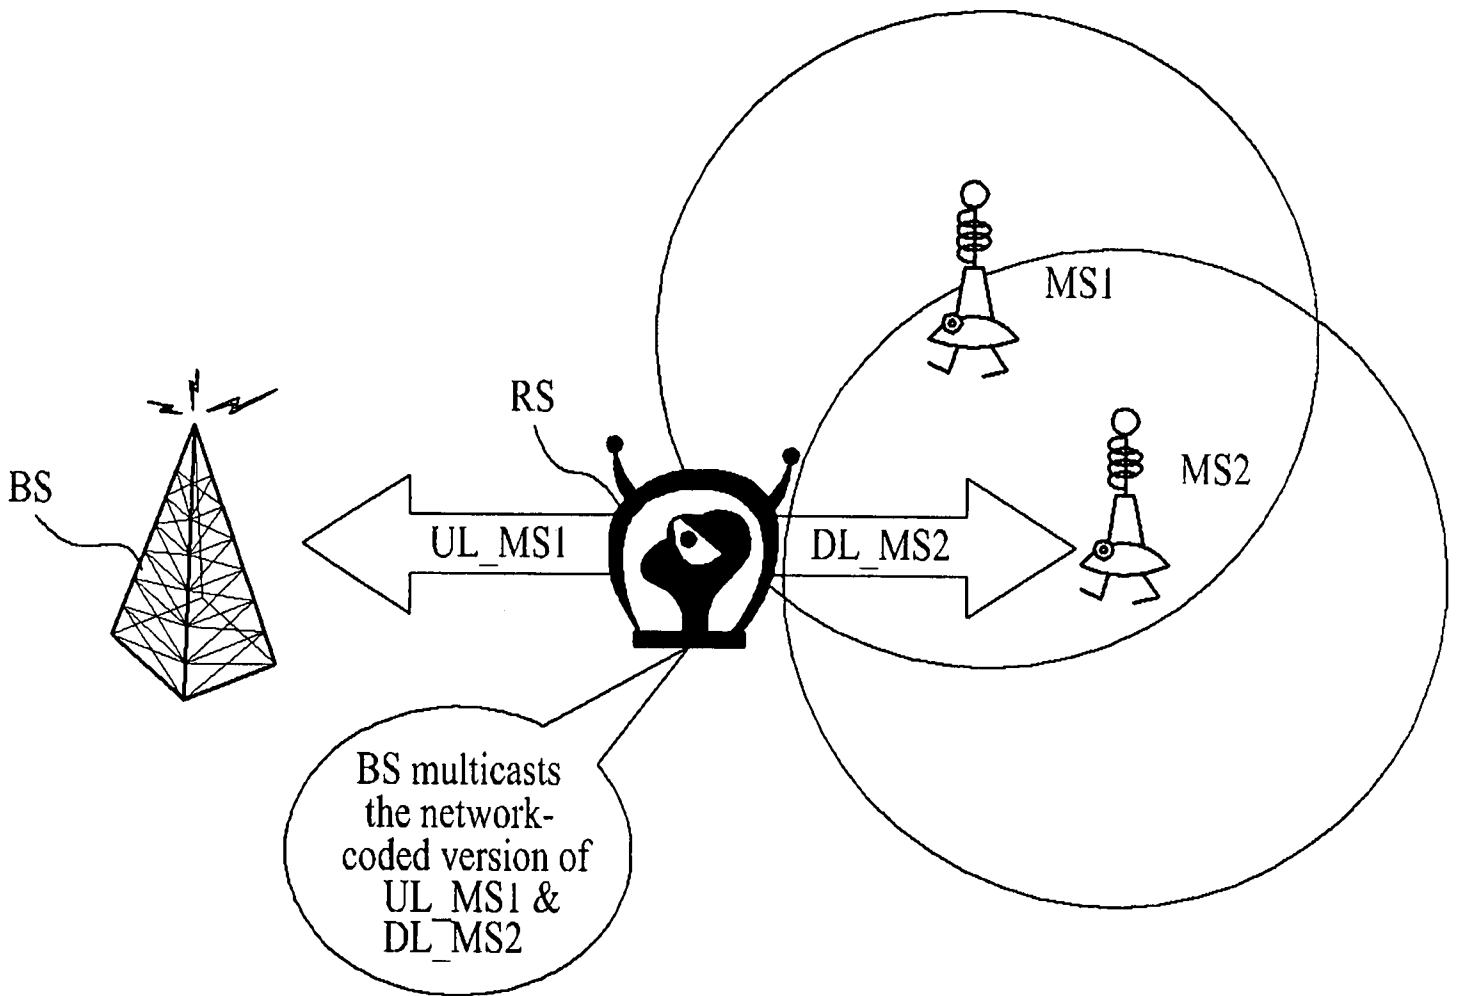 MS1
RS
MS2
BS
UL_MS1
DL_MS2
BS multicasts
the network-
coded version of
UL_MS1 &
DL_MS2